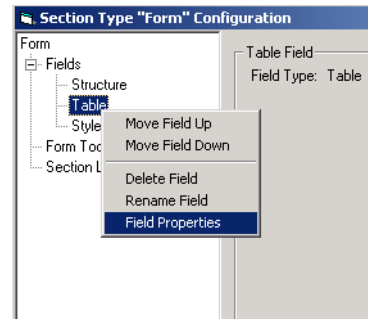 Section Type "Form" Configuration
Form
Fields
Structure
Table
Style
Form Too
Section L
Table Field
Field Type: Table
Move Field Up
Move Field Down
Delete Field
Rename Field
Field Properties